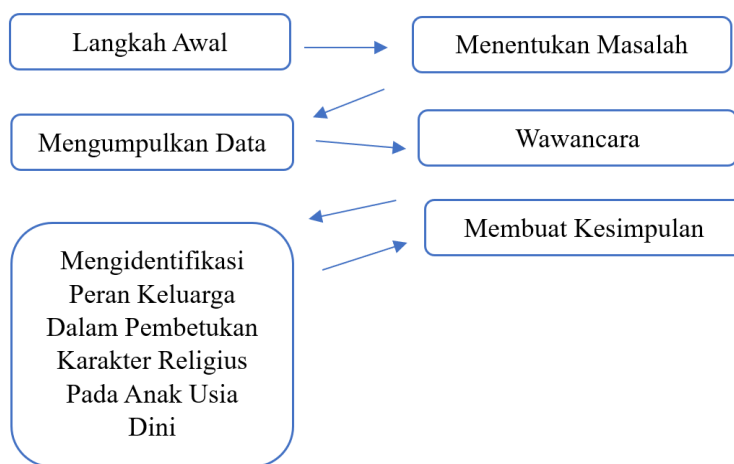 Langkah Awal
Menentukan Masalah
Mengumpulkan Data
Wawancara
Mengidentifikasi
Peran Keluarga
Dalam Pembetukan
Karakter Religius
Pada Anak Usia
Dini
Membuat Kesimpulan